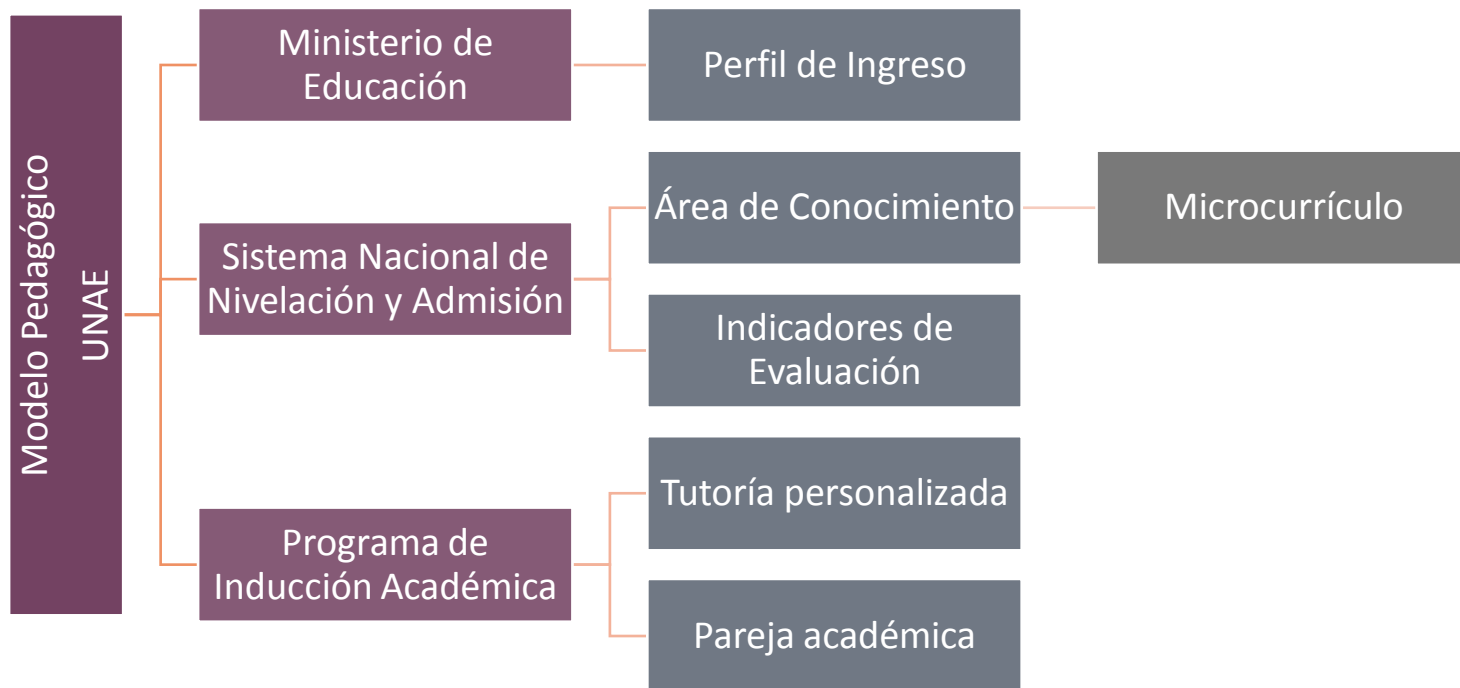 Modelo Pedagógico
UNAE
Ministerio de
Educación
Perfil de Ingreso
Sistema Nacional de
Nivelación y Admisión
Área de Conocimiento
Microcurrículo
Indicadores de
Evaluación
Programa de
Inducción Académica
Tutoría personalizada
Pareja académica